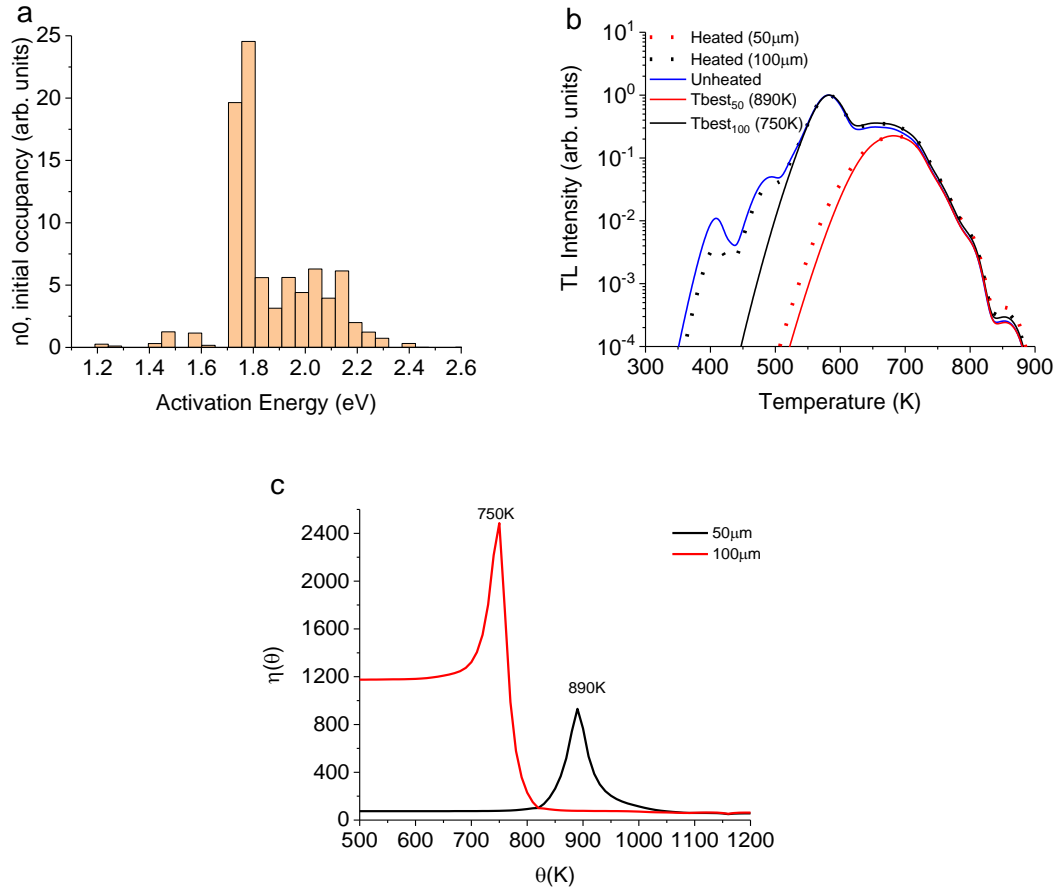 a
n0, initial occupancy (arb. units)
25
20
15
10
5
0
1.2 1.4 1.6 1.8 2.0 2.2 2.4 2.6
Activation Energy (eV)
b
TL Intensity (arb. units)
10¹
10⁰
10⁻¹
10⁻²
10⁻³
10⁻⁴
Heated (50μm)
Heated (100μm)
Unheated
Tbest₅₀ (890K)
Tbest₁₀₀ (750K)
300 400 500 600 700 800 900
Temperature (K)
c
η(θ)
2400
2000
1600
1200
800
400
0
750K
890K
50μm
100μm
500 600 700 800 900 1000 1100 1200
θ(K)